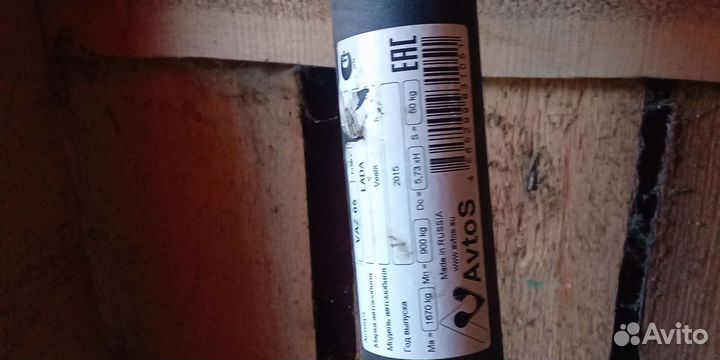 EAC
VAZ 66
Марка автомобиля LADA
Модель автомобиля Vesta
Год выпуска 2015
Ma = 1670 kg Mn = 900 kg Dc = 5,73 кН S = 50 kg
Made in RUSSIA
www.avtos.su
AvtoS
Avito